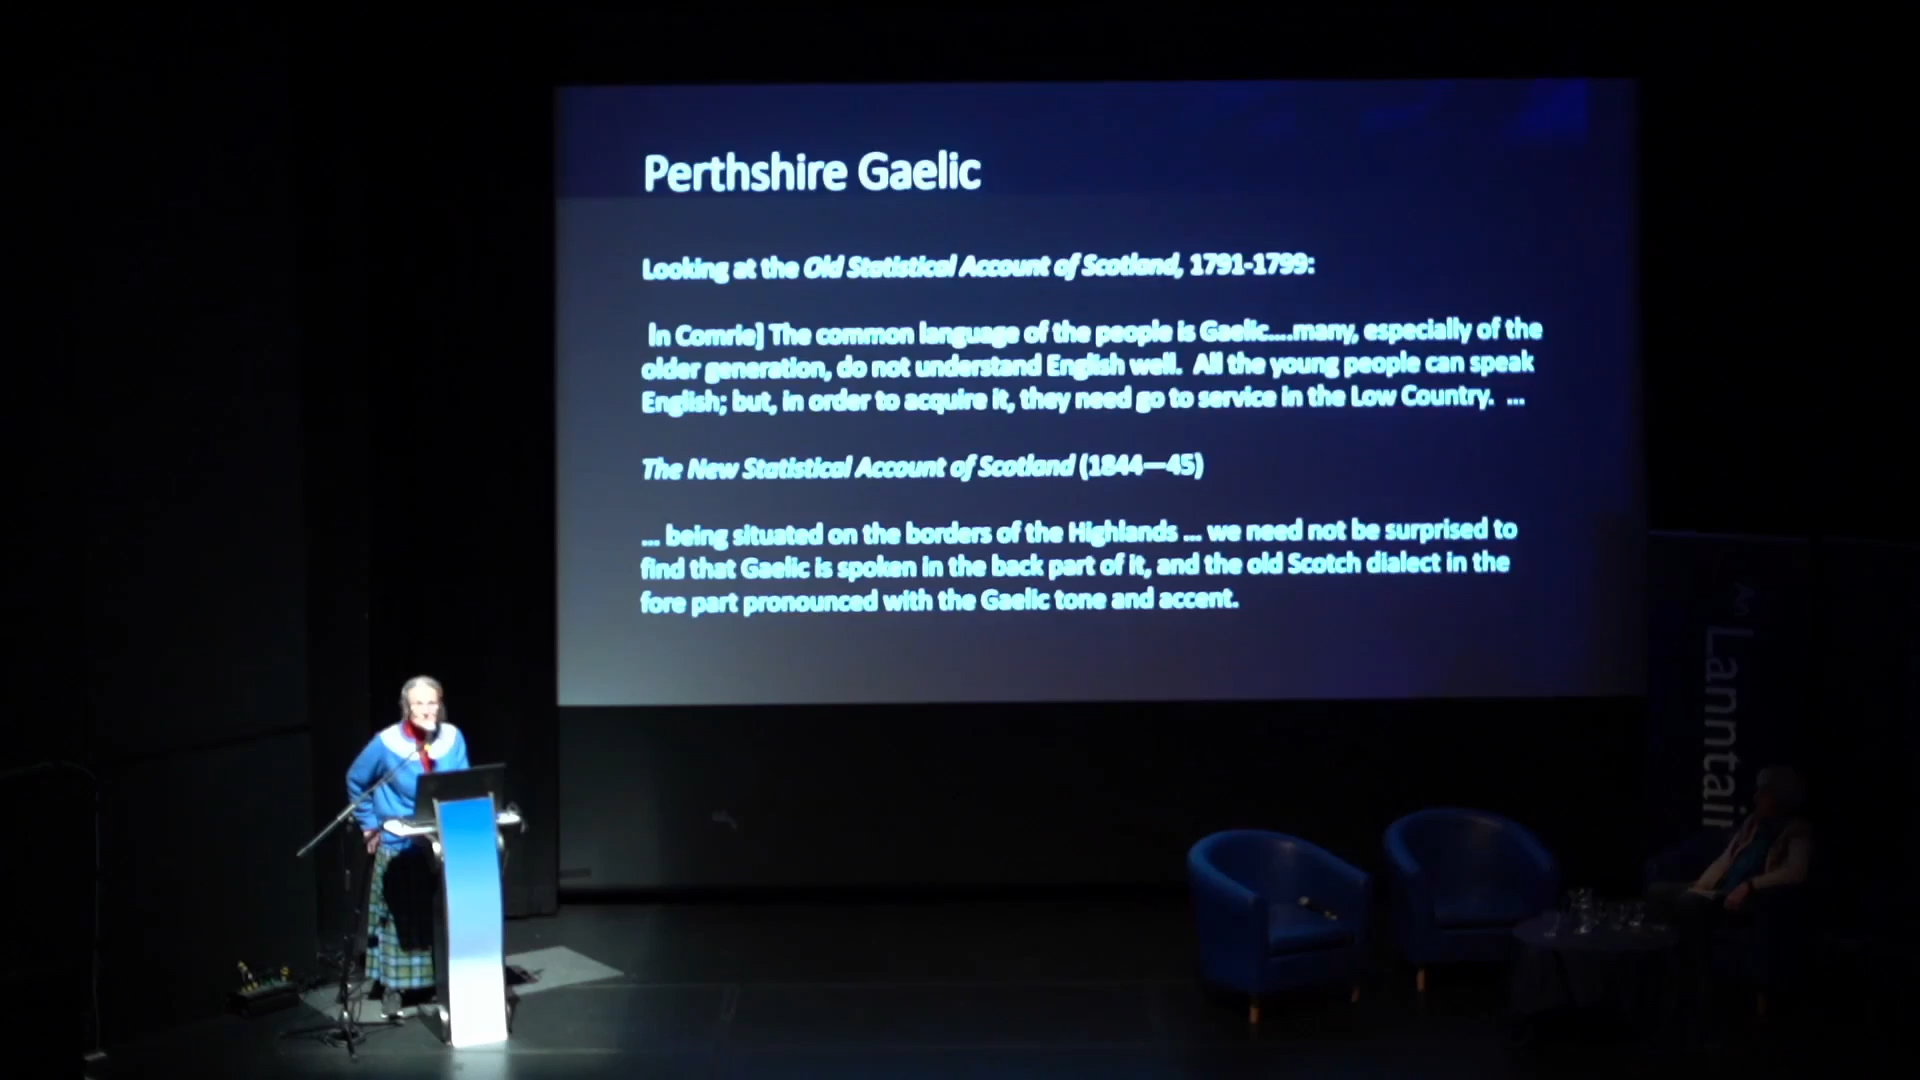 Perthshire Gaelic
Looking at the Old Statistical Account of Scotland, 1791-1799:
In Comrie] The common language of the people is Gaelic....many, especially of the
older generation, do not understand English well. All the young people can speak
English; but, in order to acquire it, they need go to service in the Low Country. ...
The New Statistical Account of Scotland (1844—45)
... being situated on the borders of the Highlands ... we need not be surprised to
find that Gaelic is spoken in the back part of it, and the old Scotch dialect in the
fore part pronounced with the Gaelic tone and accent.
An